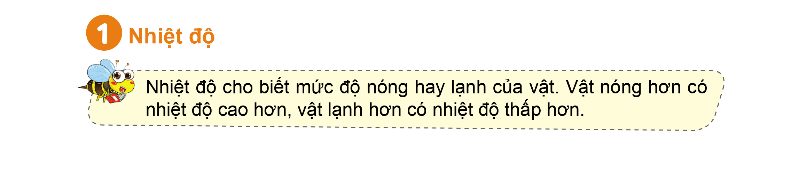 1 Nhiệt độ
Nhiệt độ cho biết mức độ nóng hay lạnh của vật. Vật nóng hơn có
nhiệt độ cao hơn, vật lạnh hơn có nhiệt độ thấp hơn.